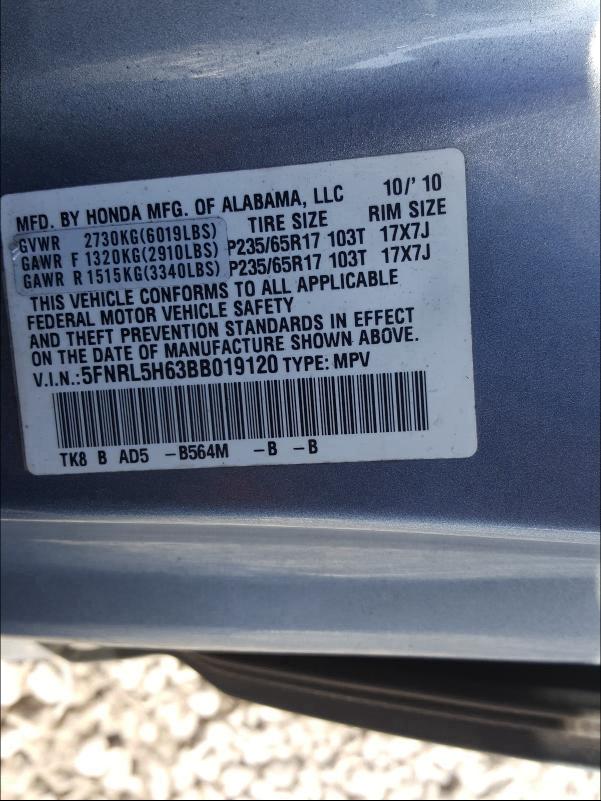 MFD. BY HONDA MFG. OF ALABAMA, LLC 10/'10
GVWR 2730KG(6019LBS) TIRE SIZE RIM SIZE
GAWR F 1320KG(2910LBS) P235/65R17 103T 17X7J
GAWR R 1515KG(3340LBS) P235/65R17 103T 17X7J
THIS VEHICLE CONFORMS TO ALL APPLICABLE
FEDERAL MOTOR VEHICLE SAFETY
AND THEFT PREVENTION STANDARDS IN EFFECT
ON THE DATE OF MANUFACTURE SHOWN ABOVE.
V.I.N.:5FNRL5H63BB019120 TYPE: MPV
TK8 B AD5 -B564M -B -B